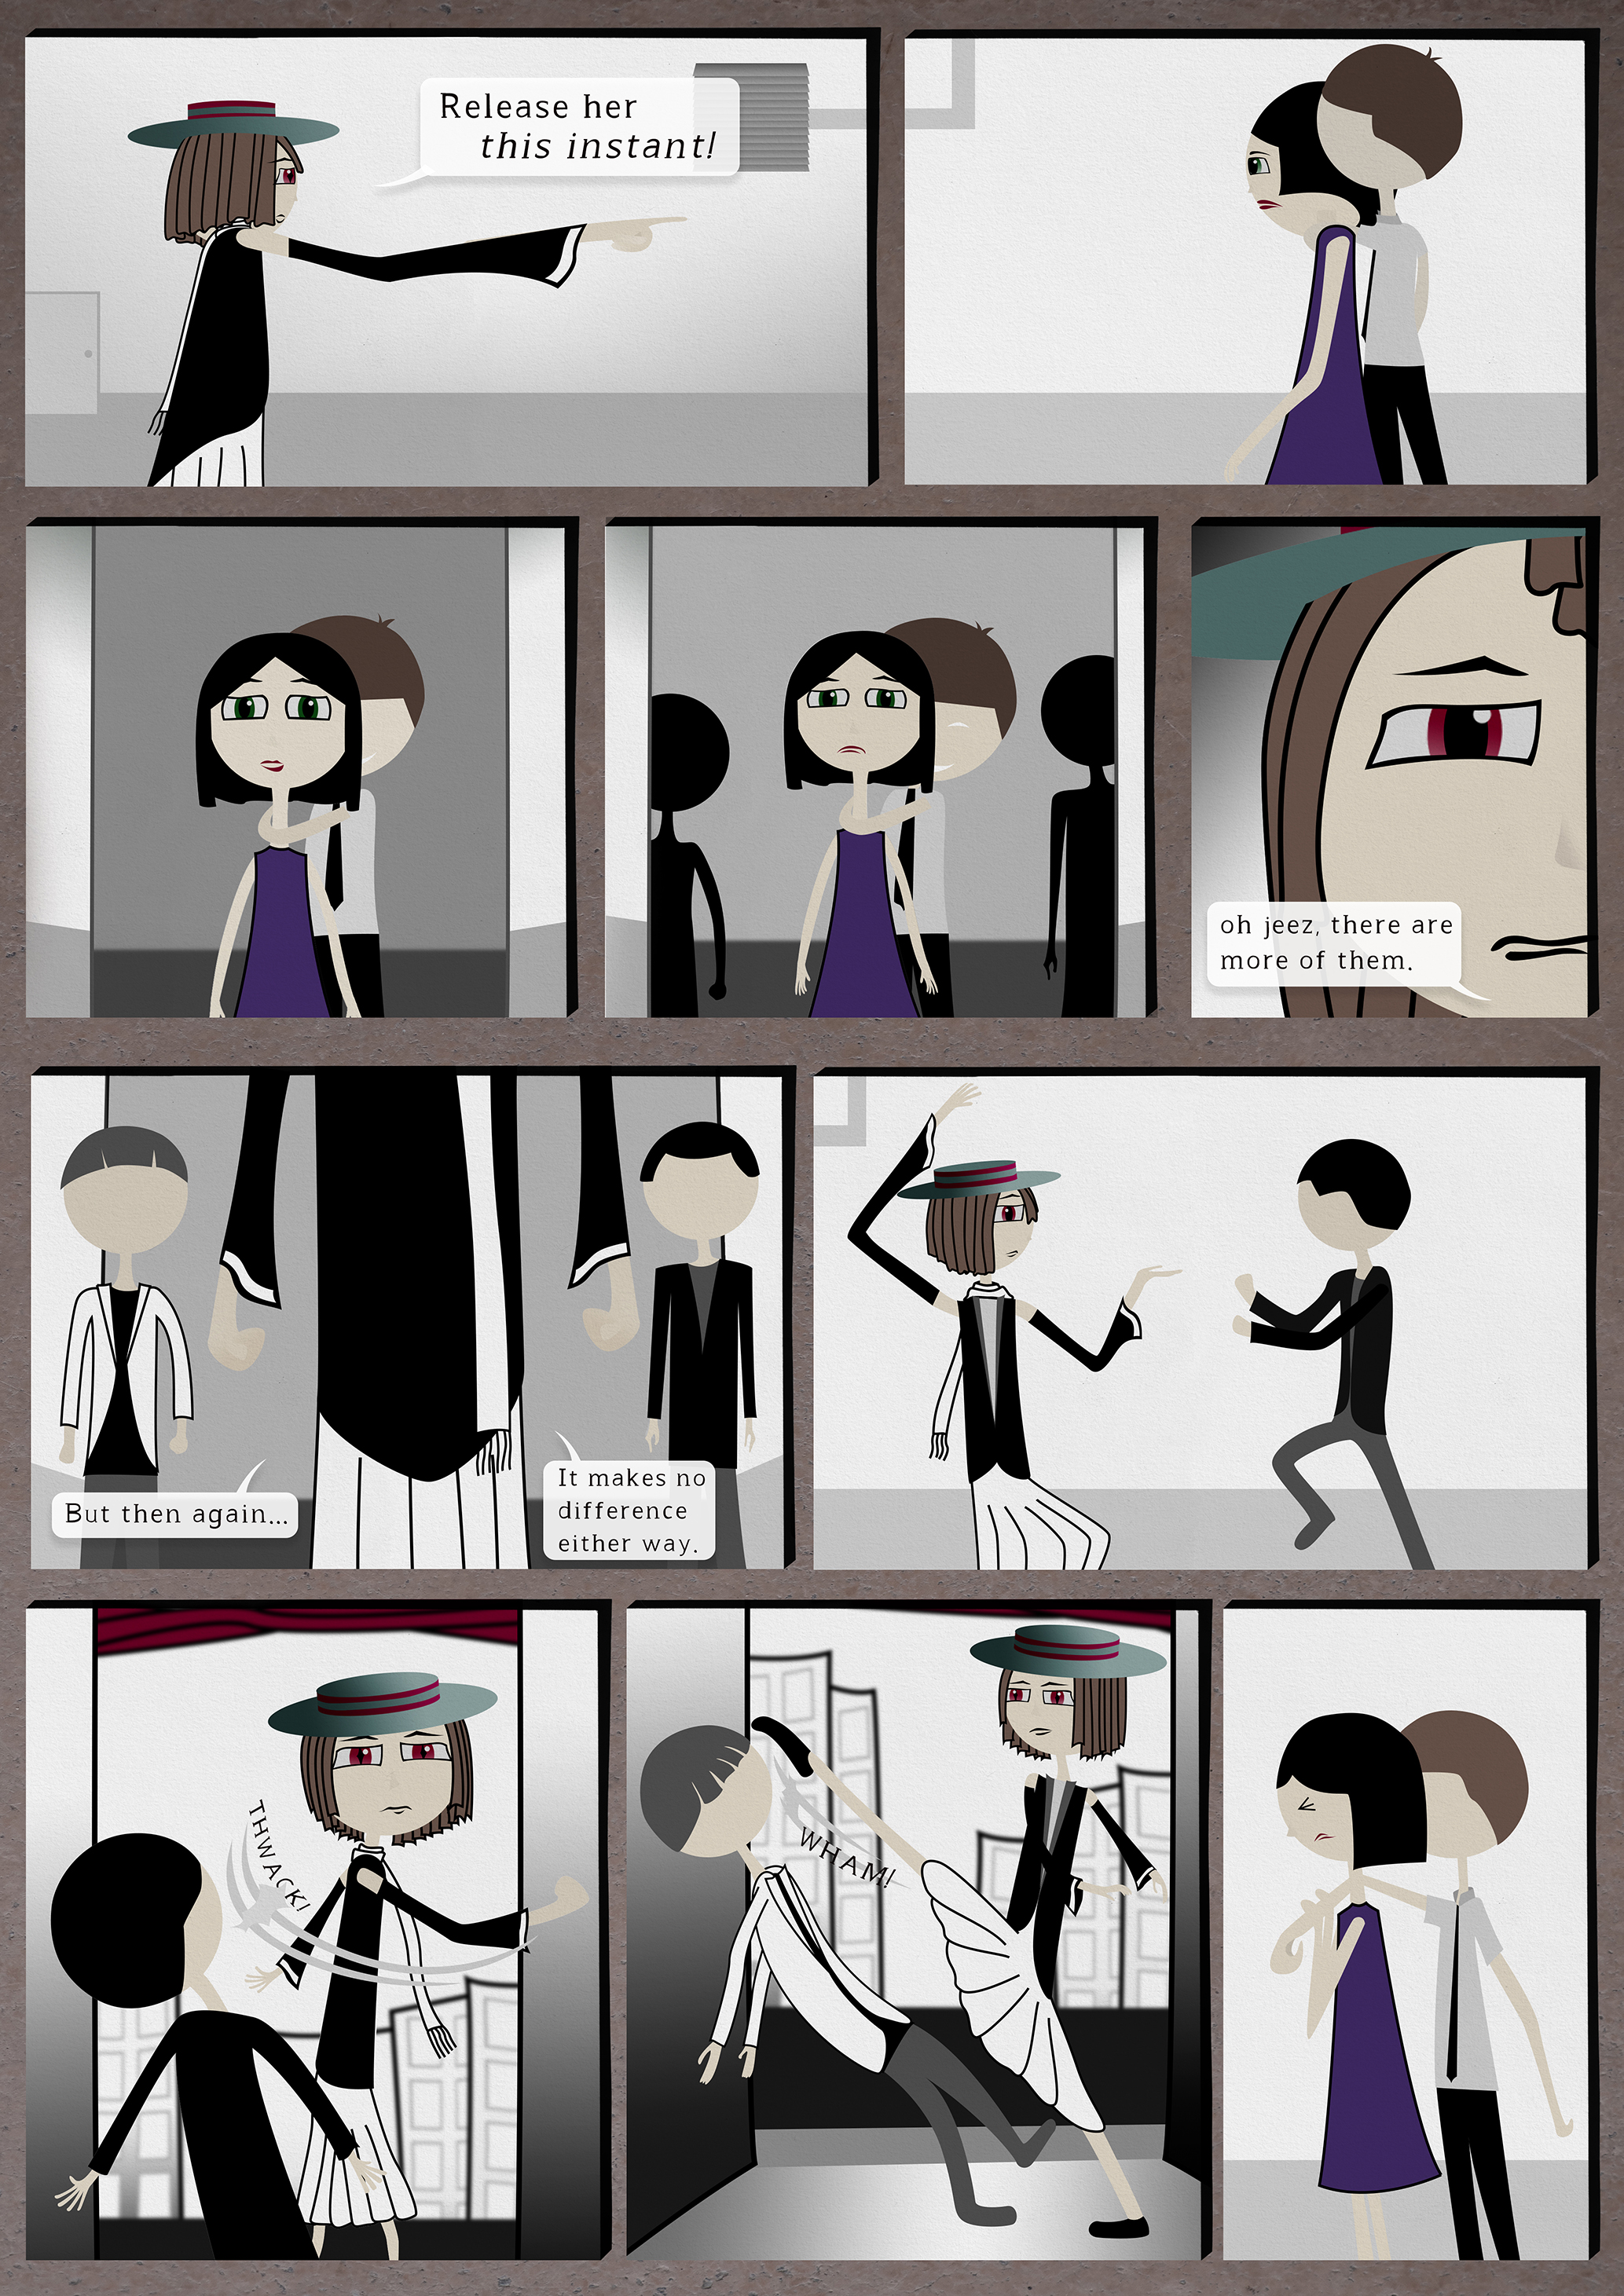 Release her
this instant!
oh jeez, there are
more of them.
But then again...
It makes no
difference
either way.
THWACK!
WHAM!